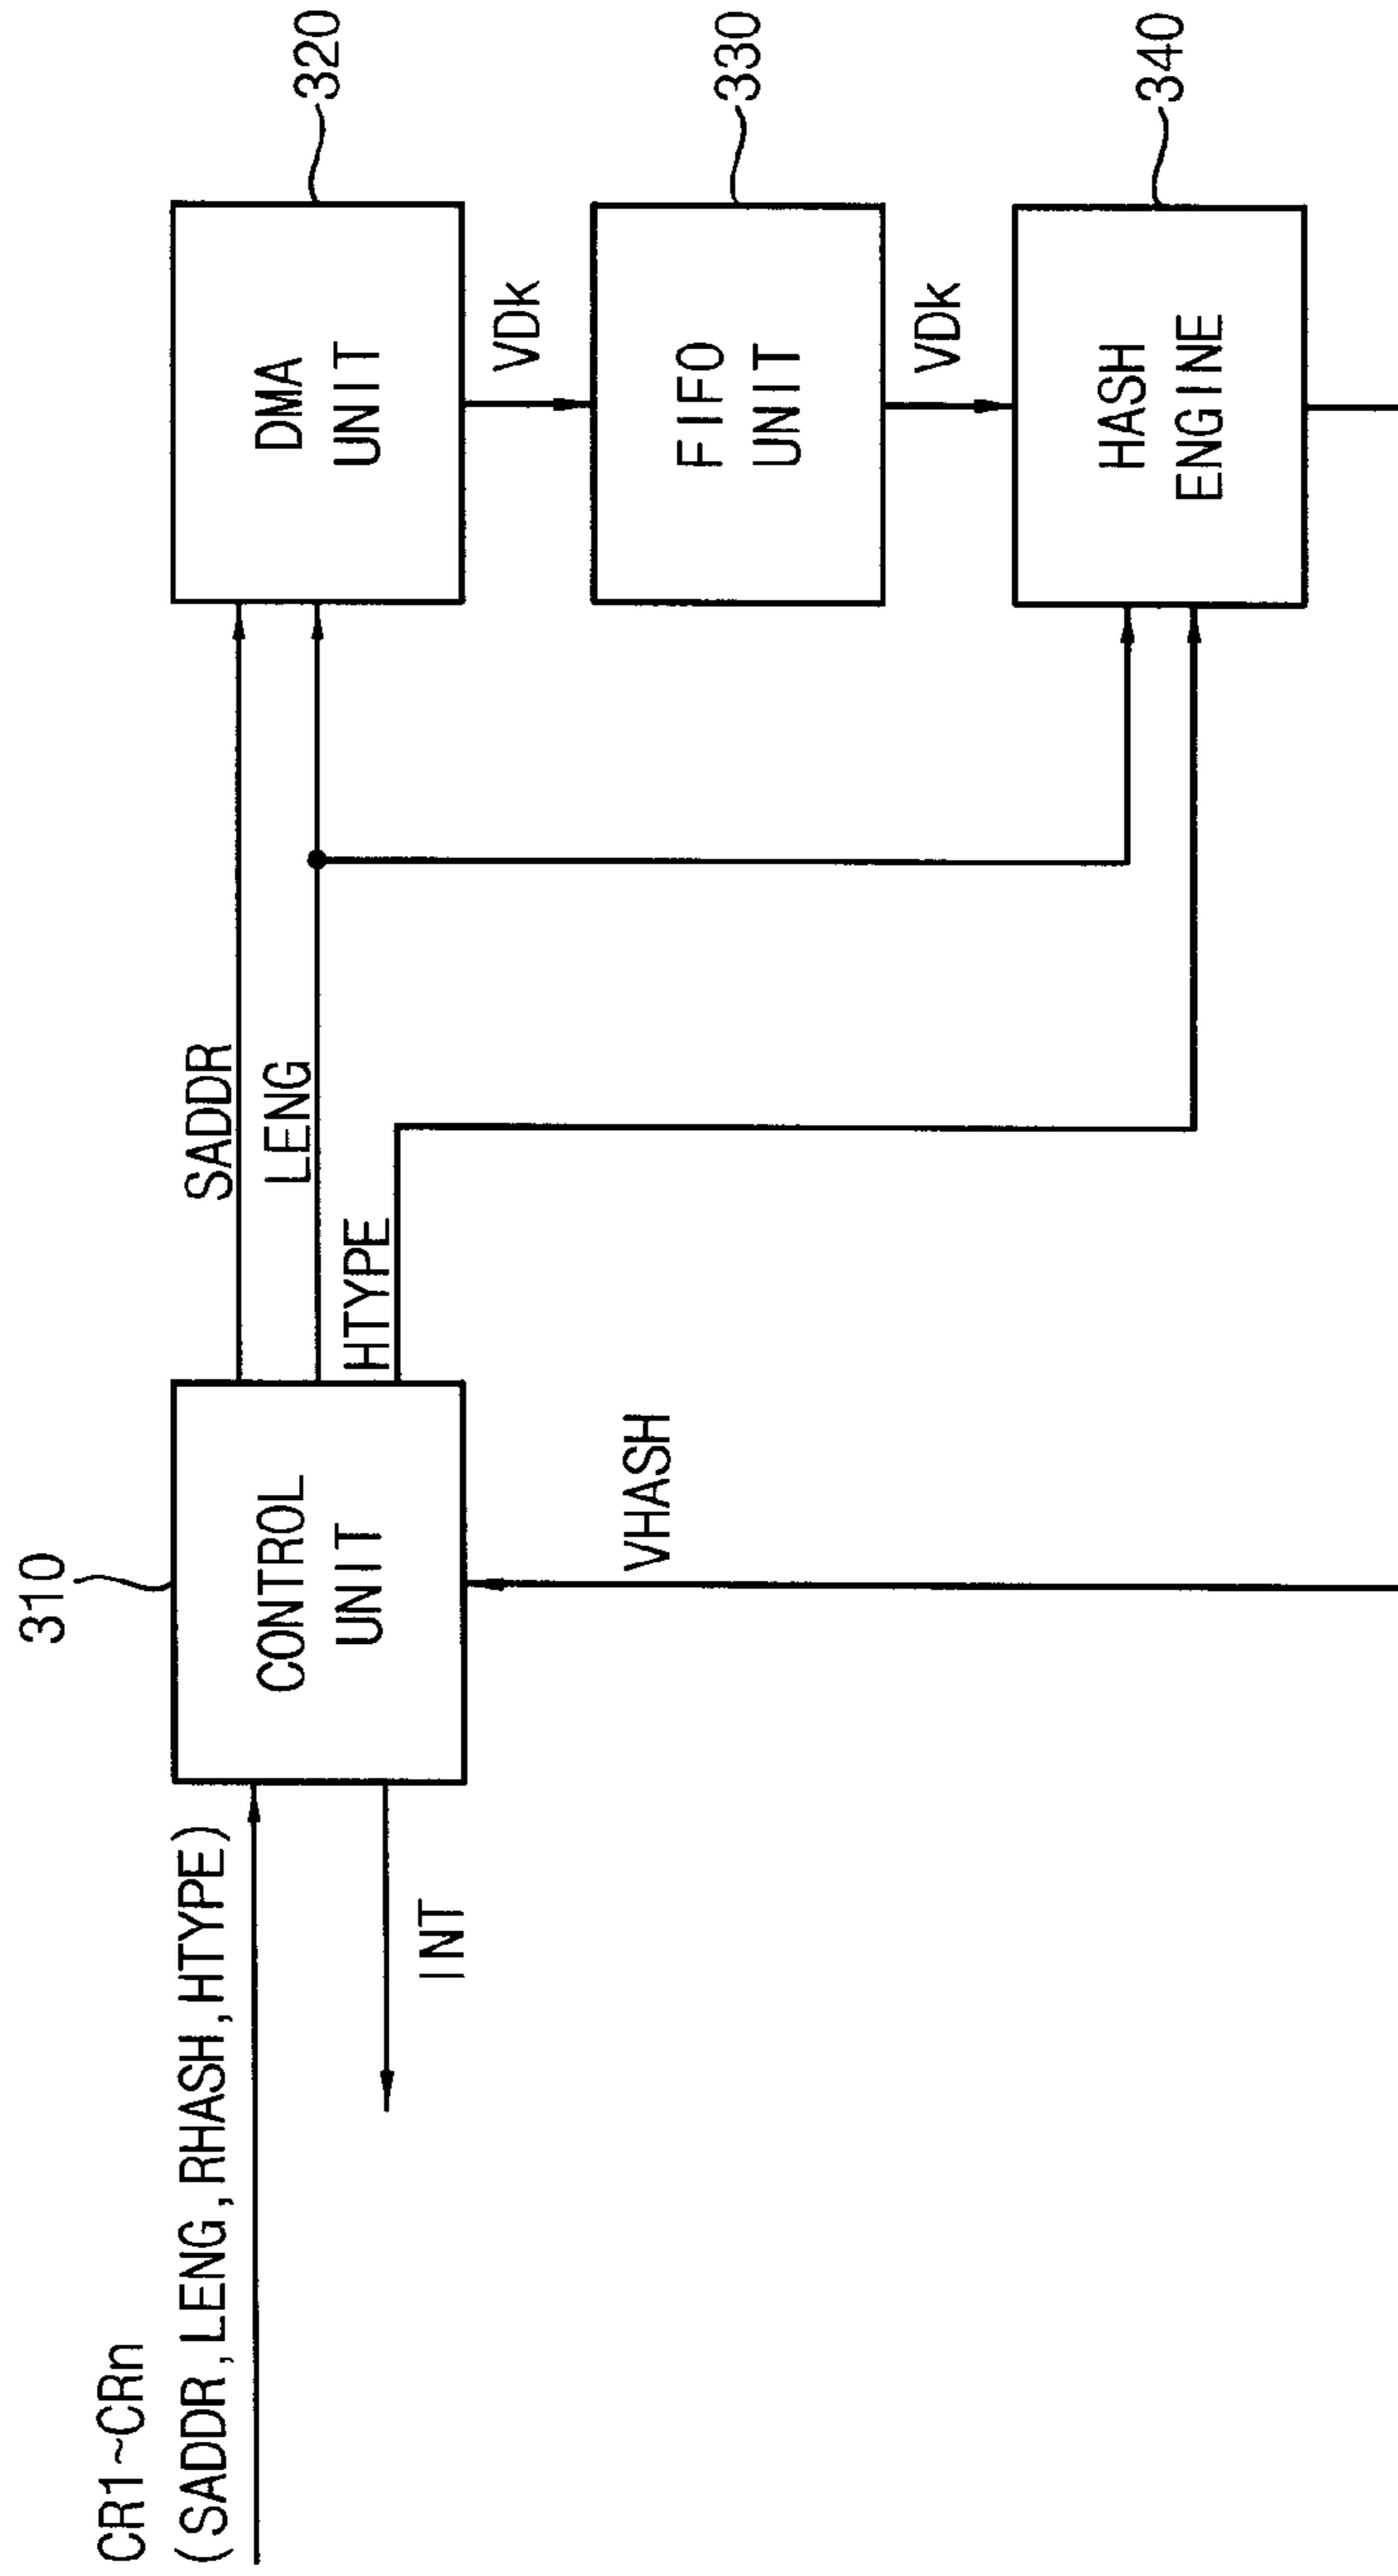 CR1~CRn
(SADDR,LENG,RHASH,HTYPE)
INT
310
CONTROL
UNIT
VHASH
SADDR
LENG
HTYPE
320
DMA
UNIT
VDk
330
FIFO
UNIT
VDk
340
HASH
ENGINE